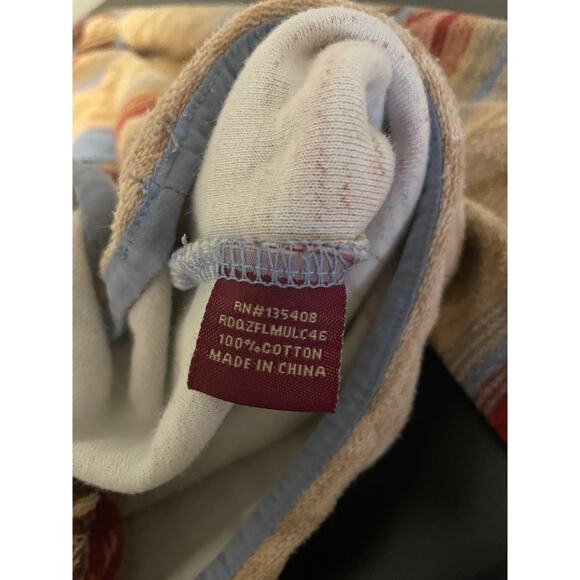 RN#135408
RDQZFLMULC46
100%COTTON
MADE IN CHINA